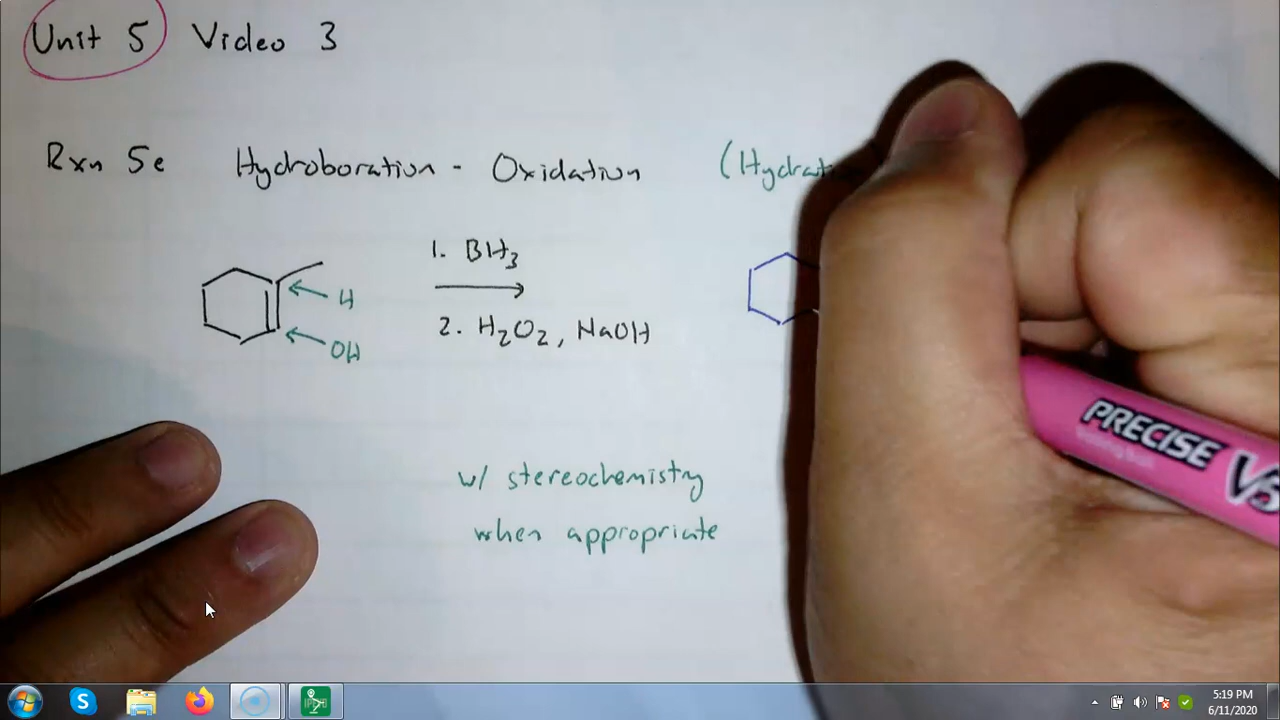 Unit 5 Video 3
Rxn 5e Hydroboration - Oxidation
1. BH3
H
2. H2O2, NaOH
OH
PRECISE V5
w/ stereochemistry
when appropriate
5:19 PM
6/11/2020